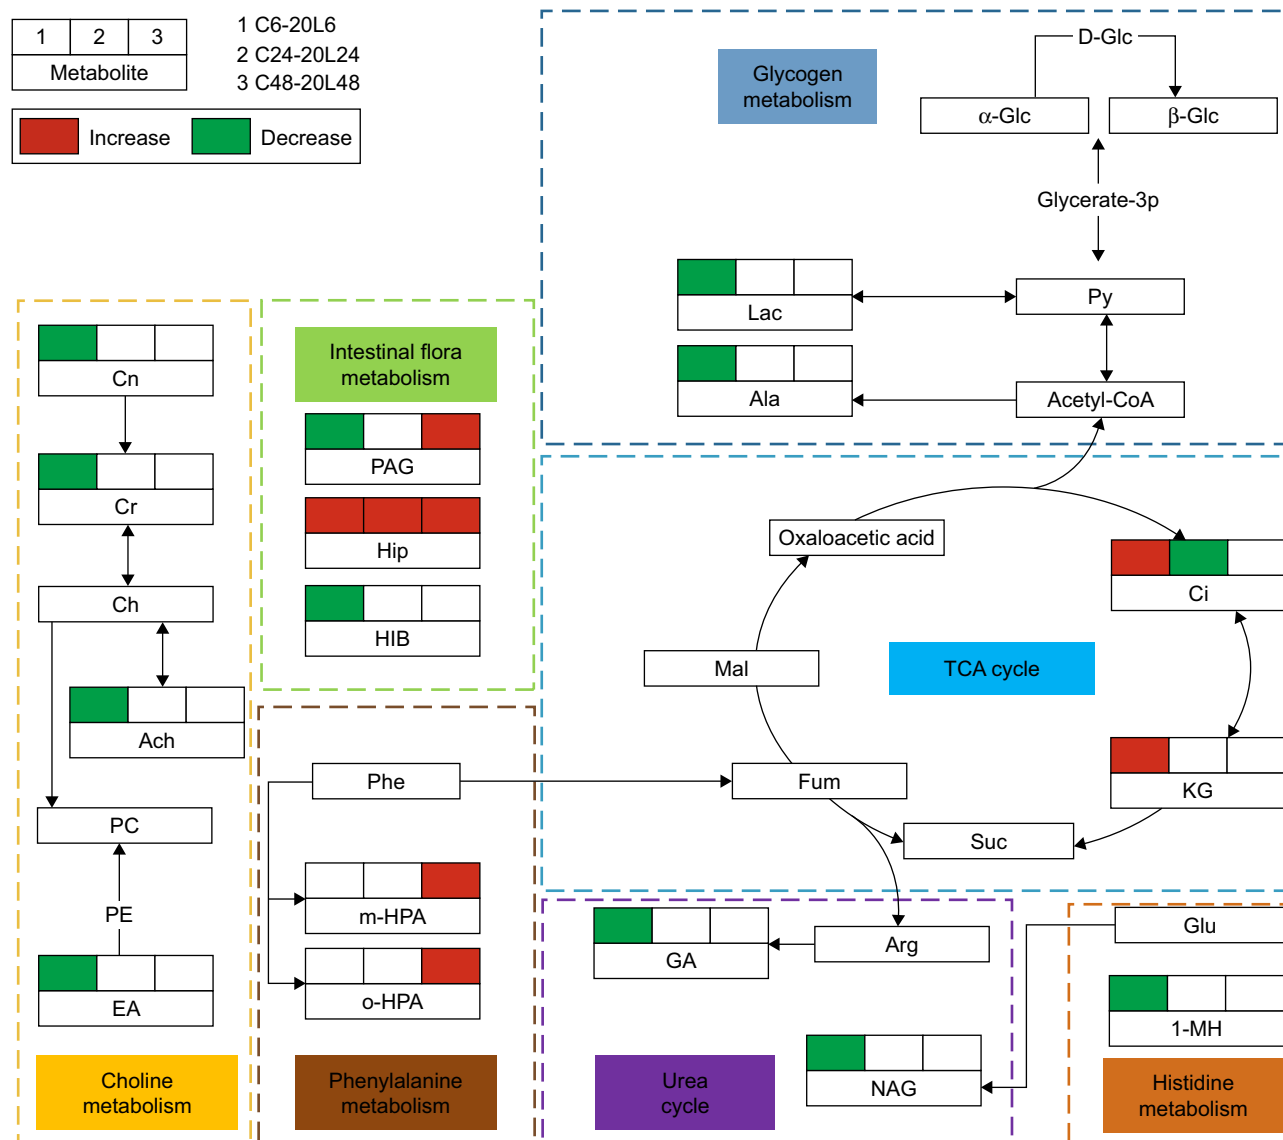 1 2 3
Metabolite
1 C6-20L6
2 C24-20L24
3 C48-20L48
Increase
Decrease
Glycogen
metabolism
D-Glc
α-Glc
β-Glc
Glycerate-3p
Lac
Py
Ala
Acetyl-CoA
Cn
Cr
Ch
Ach
PC
PE
EA
Choline
metabolism
Intestinal flora
metabolism
PAG
Hip
HIB
Phe
m-HPA
o-HPA
Phenylalanine
metabolism
Oxaloacetic acid
Ci
Mal
TCA cycle
Fum
KG
Suc
GA
Arg
NAG
Urea
cycle
Glu
1-MH
Histidine
metabolism